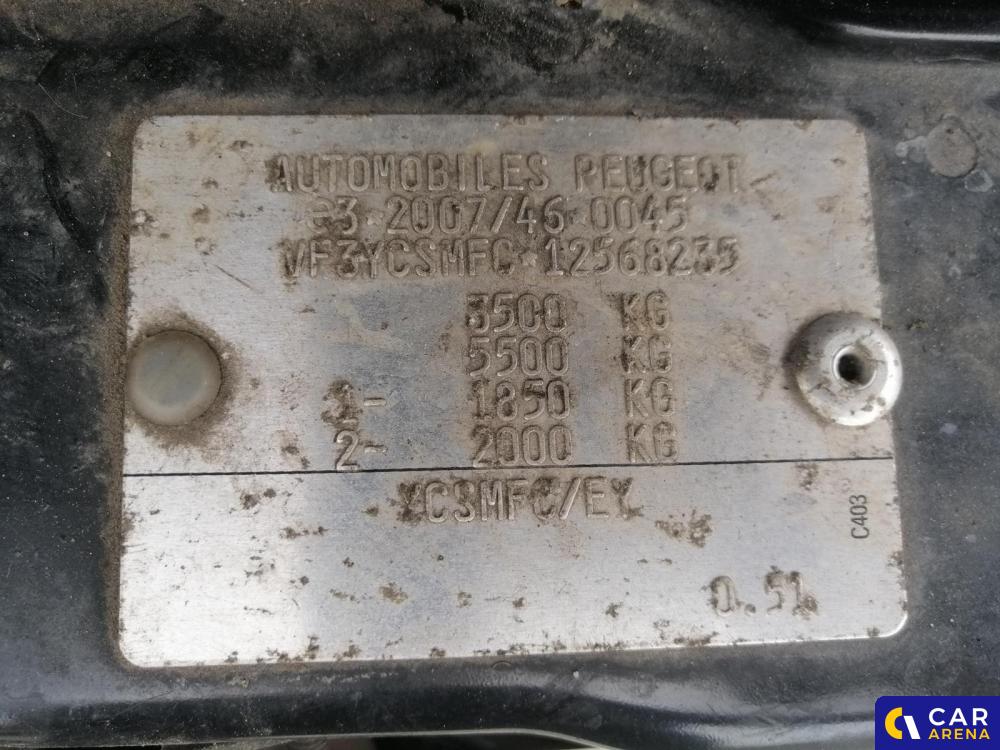 AUTOMOBILES PEUGEOT
e3*2007/46*0045
VF3YCSMFC*12568235
3500 KG
5500 KG
1- 1850 KG
2- 2000 KG
YCSMFC/EY
C403
0.51
CAR
ARENA